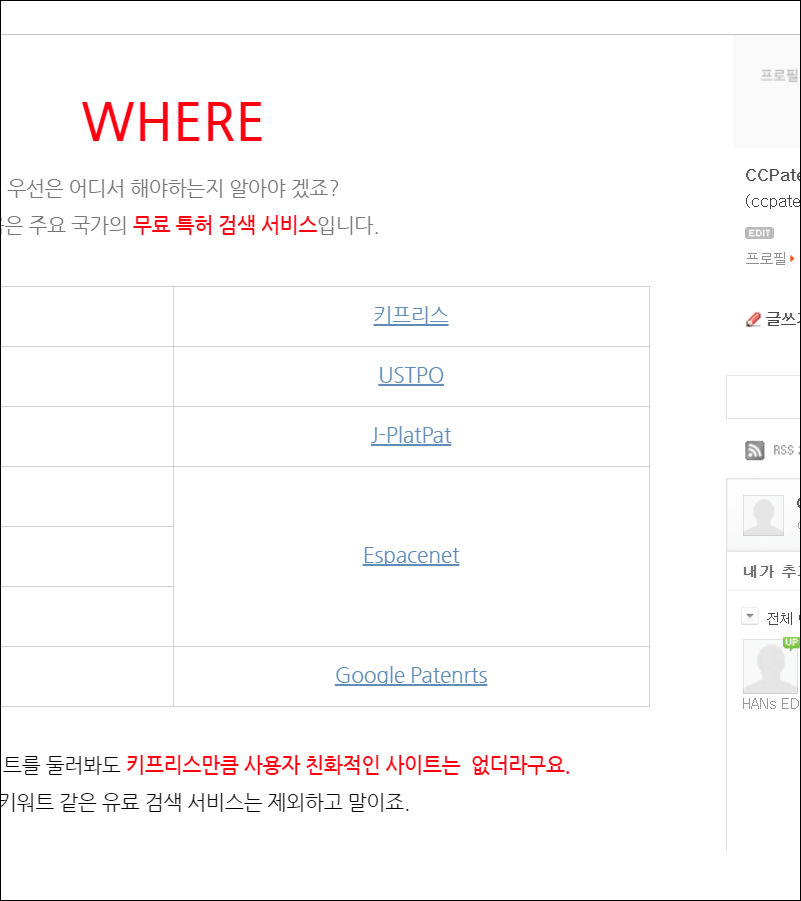 WHERE
우선은 어디서 해야하는지 알아야 겠죠?
은 주요 국가의 무료 특허 검색 서비스입니다.
키프리스
USTPO
J-PlatPat
Espacenet
Google Patenrts
트를 둘러봐도 키프리스만큼 사용자 친화적인 사이트는 없더라구요.
키워트 같은 유료 검색 서비스는 제외하고 말이죠.
프로필
CCPate
(ccpate
EDIT
프로필
글쓰
RSS
내가 추
전체
UP
HANs ED